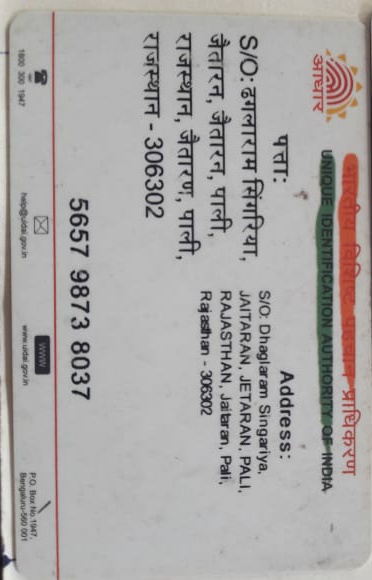 आधार
भारतीय विशिष्ट पहचान प्राधिकरण
UNIQUE IDENTIFICATION AUTHORITY OF INDIA
पत्ता:
S/O: ढगलाराम सिंगरिया,
जैतारन, जैतारन, पाली,
राजस्थान, जैतारण, पाली,
राजस्थान - 306302
Address:
S/O: Dhaglaram Singariya,
JAITARAN, JETARAN, PALI,
RAJASTHAN, Jaitaran, Pali,
Rajasthan - 306302
5657 9873 8037
1800 300 1947
help@uidai.gov.in
www
www.uidai.gov.in
P.O. Box No.1947,
Bengaluru-560 001